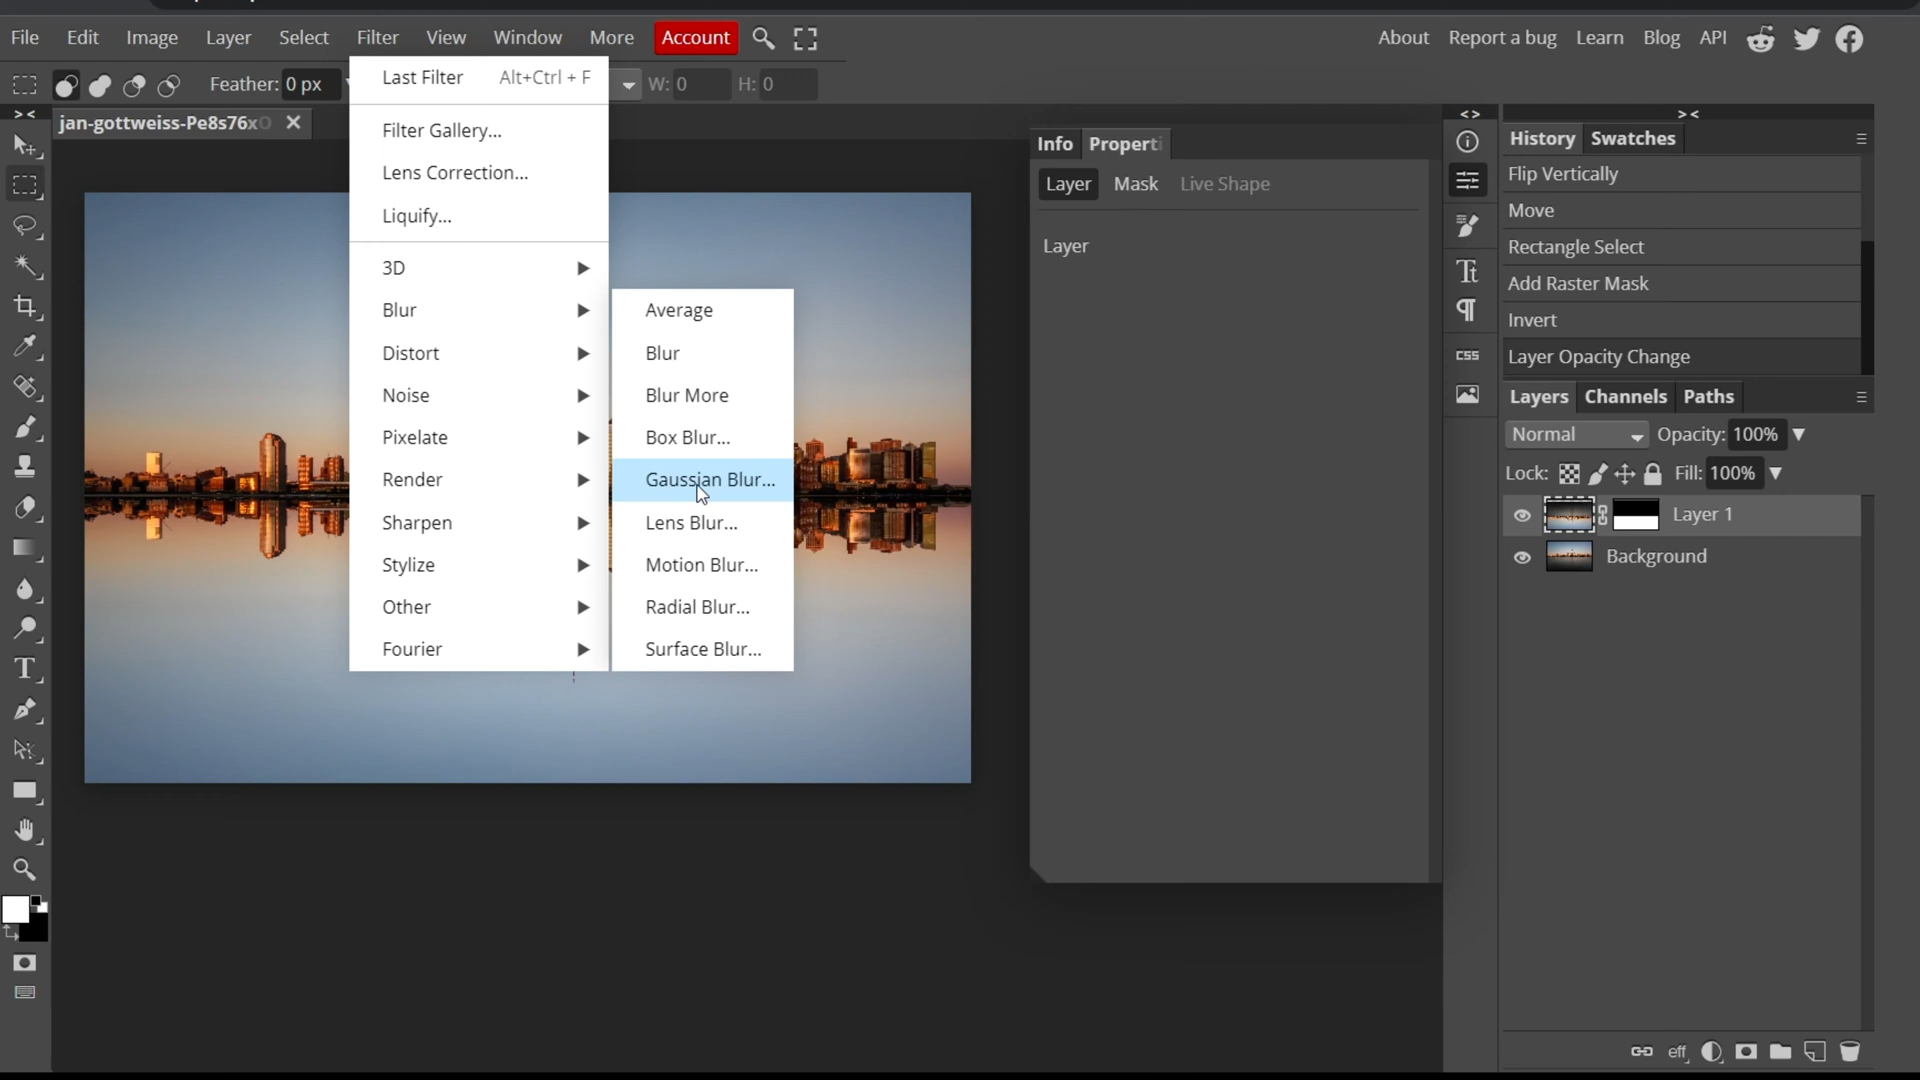 File Edit Image Layer Select Filter View Window More Account
About Report a bug Learn Blog API
Feather: 0 px W: 0 H: 0
jan-gottweiss-Pe8s76xO
Last Filter Alt+Ctrl + F
Filter Gallery...
Lens Correction...
Liquify...
3D
Blur
Distort
Noise
Pixelate
Render
Sharpen
Stylize
Other
Fourier
Average
Blur
Blur More
Box Blur...
Gaussian Blur...
Lens Blur...
Motion Blur...
Radial Blur...
Surface Blur...
Info Properti
Layer Mask Live Shape
Layer
> <
< >
Tt
¶
CSS
> <
History Swatches
Flip Vertically
Move
Rectangle Select
Add Raster Mask
Invert
Layer Opacity Change
Layers Channels Paths
Normal Opacity: 100%
Lock: Fill: 100%
Layer 1
Background
T
eff